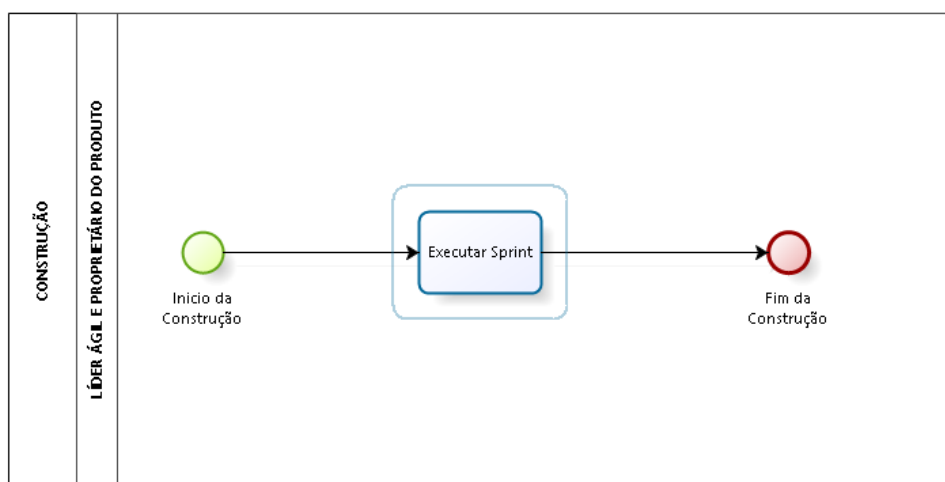 CONSTRUÇÃO
LÍDER ÁGIL E PROPRIETÁRIO DO PRODUTO
Inicio da
Construção
Executar Sprint
Fim da
Construção